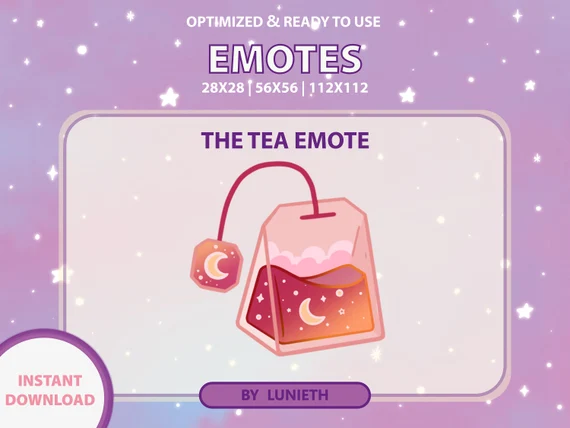 OPTIMIZED & READY TO USE
EMOTES
28X28 | 56X56 | 112X112
THE TEA EMOTE
INSTANT
DOWNLOAD
BY LUNIETH